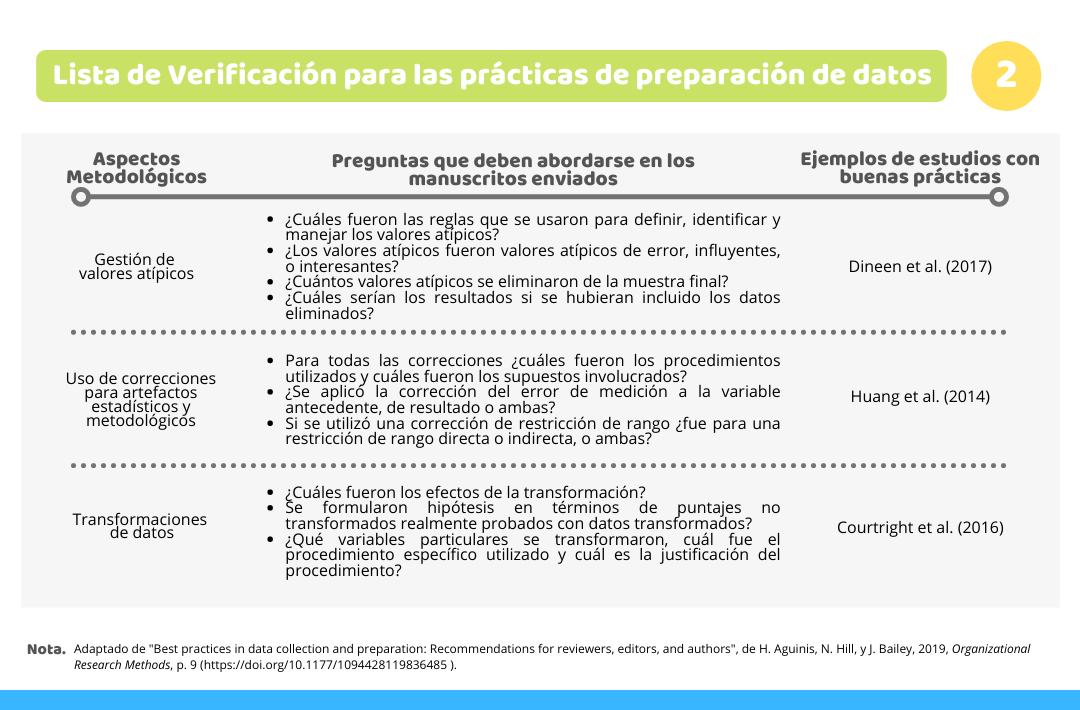 Lista de Verificación para las prácticas de preparación de datos
2
Aspectos
Metodológicos
Preguntas que deben abordarse en los
manuscritos enviados
Ejemplos de estudios con
buenas prácticas
Gestión de
valores atípicos
• ¿Cuáles fueron las reglas que se usaron para definir, identificar y
manejar los valores atípicos?
• ¿Los valores atípicos fueron valores atípicos de error, influyentes,
o interesantes?
• ¿Cuántos valores atípicos se eliminaron de la muestra final?
• ¿Cuáles serían los resultados si se hubieran incluido los datos
eliminados?
Dineen et al. (2017)
Uso de correcciones
para artefactos
estadísticos y
metodológicos
• Para todas las correcciones ¿cuáles fueron los procedimientos
utilizados y cuáles fueron los supuestos involucrados?
• ¿Se aplicó la corrección del error de medición a la variable
antecedente, de resultado o ambas?
• Si se utilizó una corrección de restricción de rango ¿fue para una
restricción de rango directa o indirecta, o ambas?
Huang et al. (2014)
Transformaciones
de datos
• ¿Cuáles fueron los efectos de la transformación?
• Se formularon hipótesis en términos de puntajes no
transformados realmente probados con datos transformados?
• ¿Qué variables particulares se transformaron, cuál fue el
procedimiento específico utilizado y cuál es la justificación del
procedimiento?
Courtright et al. (2016)
Nota. Adaptado de "Best practices in data collection and preparation: Recommendations for reviewers, editors, and authors", de H. Aguinis, N. Hill, y J. Bailey, 2019, Organizational
Research Methods, p. 9 (https://doi.org/10.1177/1094428119836485 ).